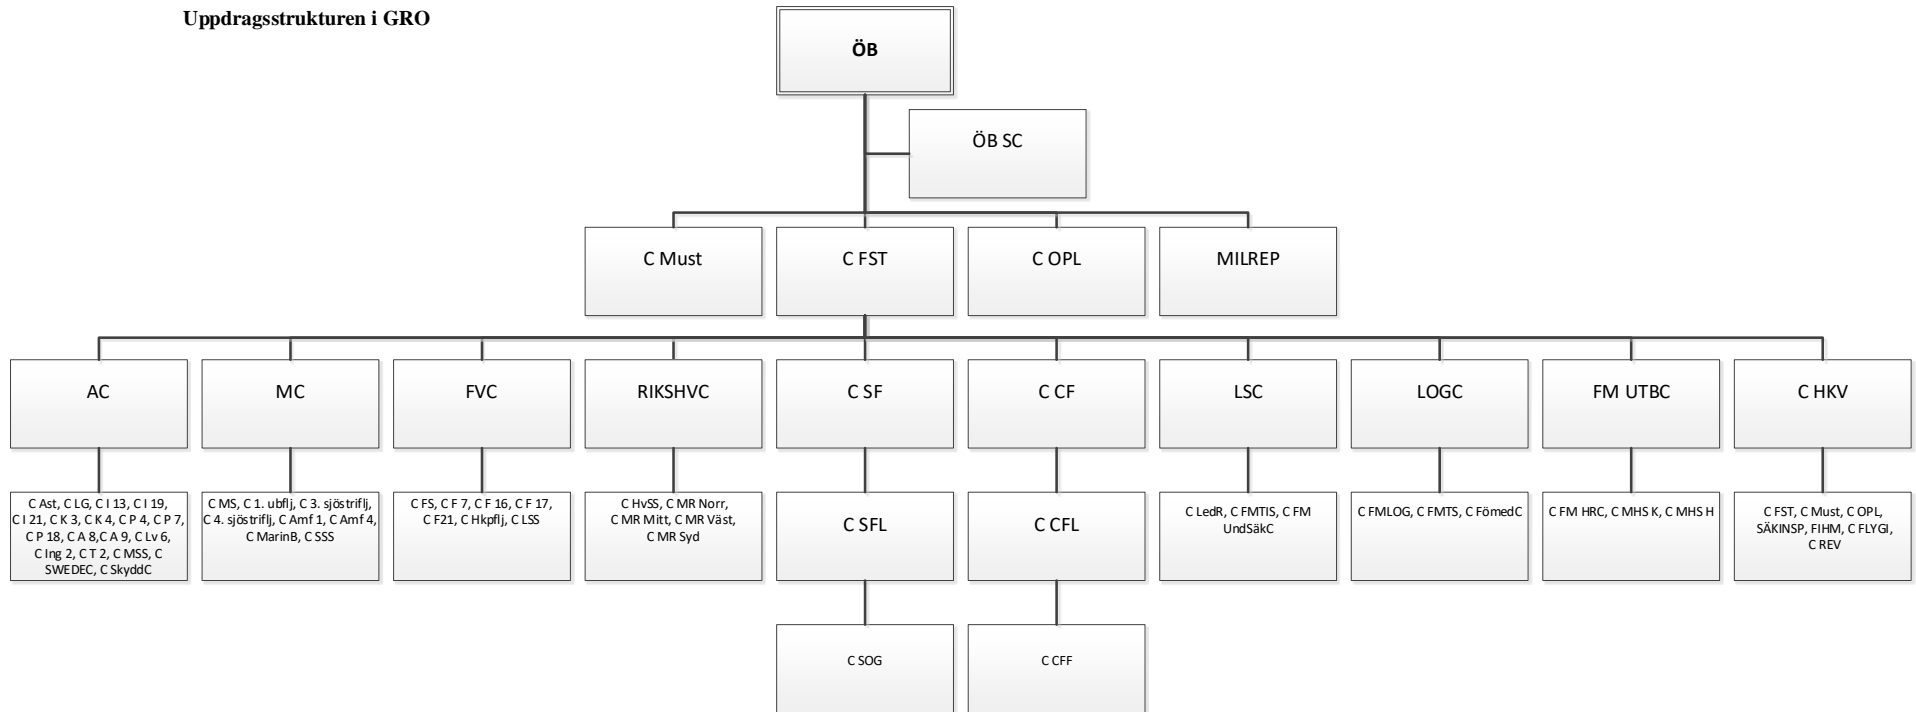 Uppdragsstrukturen i GRO
ÖB
ÖB SC
C Must
C FST
C OPL
MILREP
AC
MC
FVC
RIKSHVC
C SF
C CF
LSC
LOGC
FM UTBC
C HKV
C Ast, C LG, C I 13, C I 19,
C I 21, C K 3, C K 4, C P 4, C P 7,
C P 18, C A 8,C A 9, C Lv 6,
C Ing 2, C T 2, C MSS, C
SWEDEC, C SkyddC
C MS, C 1. ubflj, C 3. sjöstriflj,
C 4. sjöstriflj, C Amf 1, C Amf 4,
C MarinB, C SSS
C FS, C F 7, C F 16, C F 17,
C F21, C Hkpflj, C LSS
C HvSS, C MR Norr,
C MR Mitt, C MR Väst,
C MR Syd
C SFL
C CFL
C LedR, C FMTIS, C FM
UndSäkC
C FMLOG, C FMTS, C FömedC
C FM HRC, C MHS K, C MHS H
C FST, C Must, C OPL,
SÄKINSP, FIHM, C FLYGI,
C REV
C SOG
C CFF